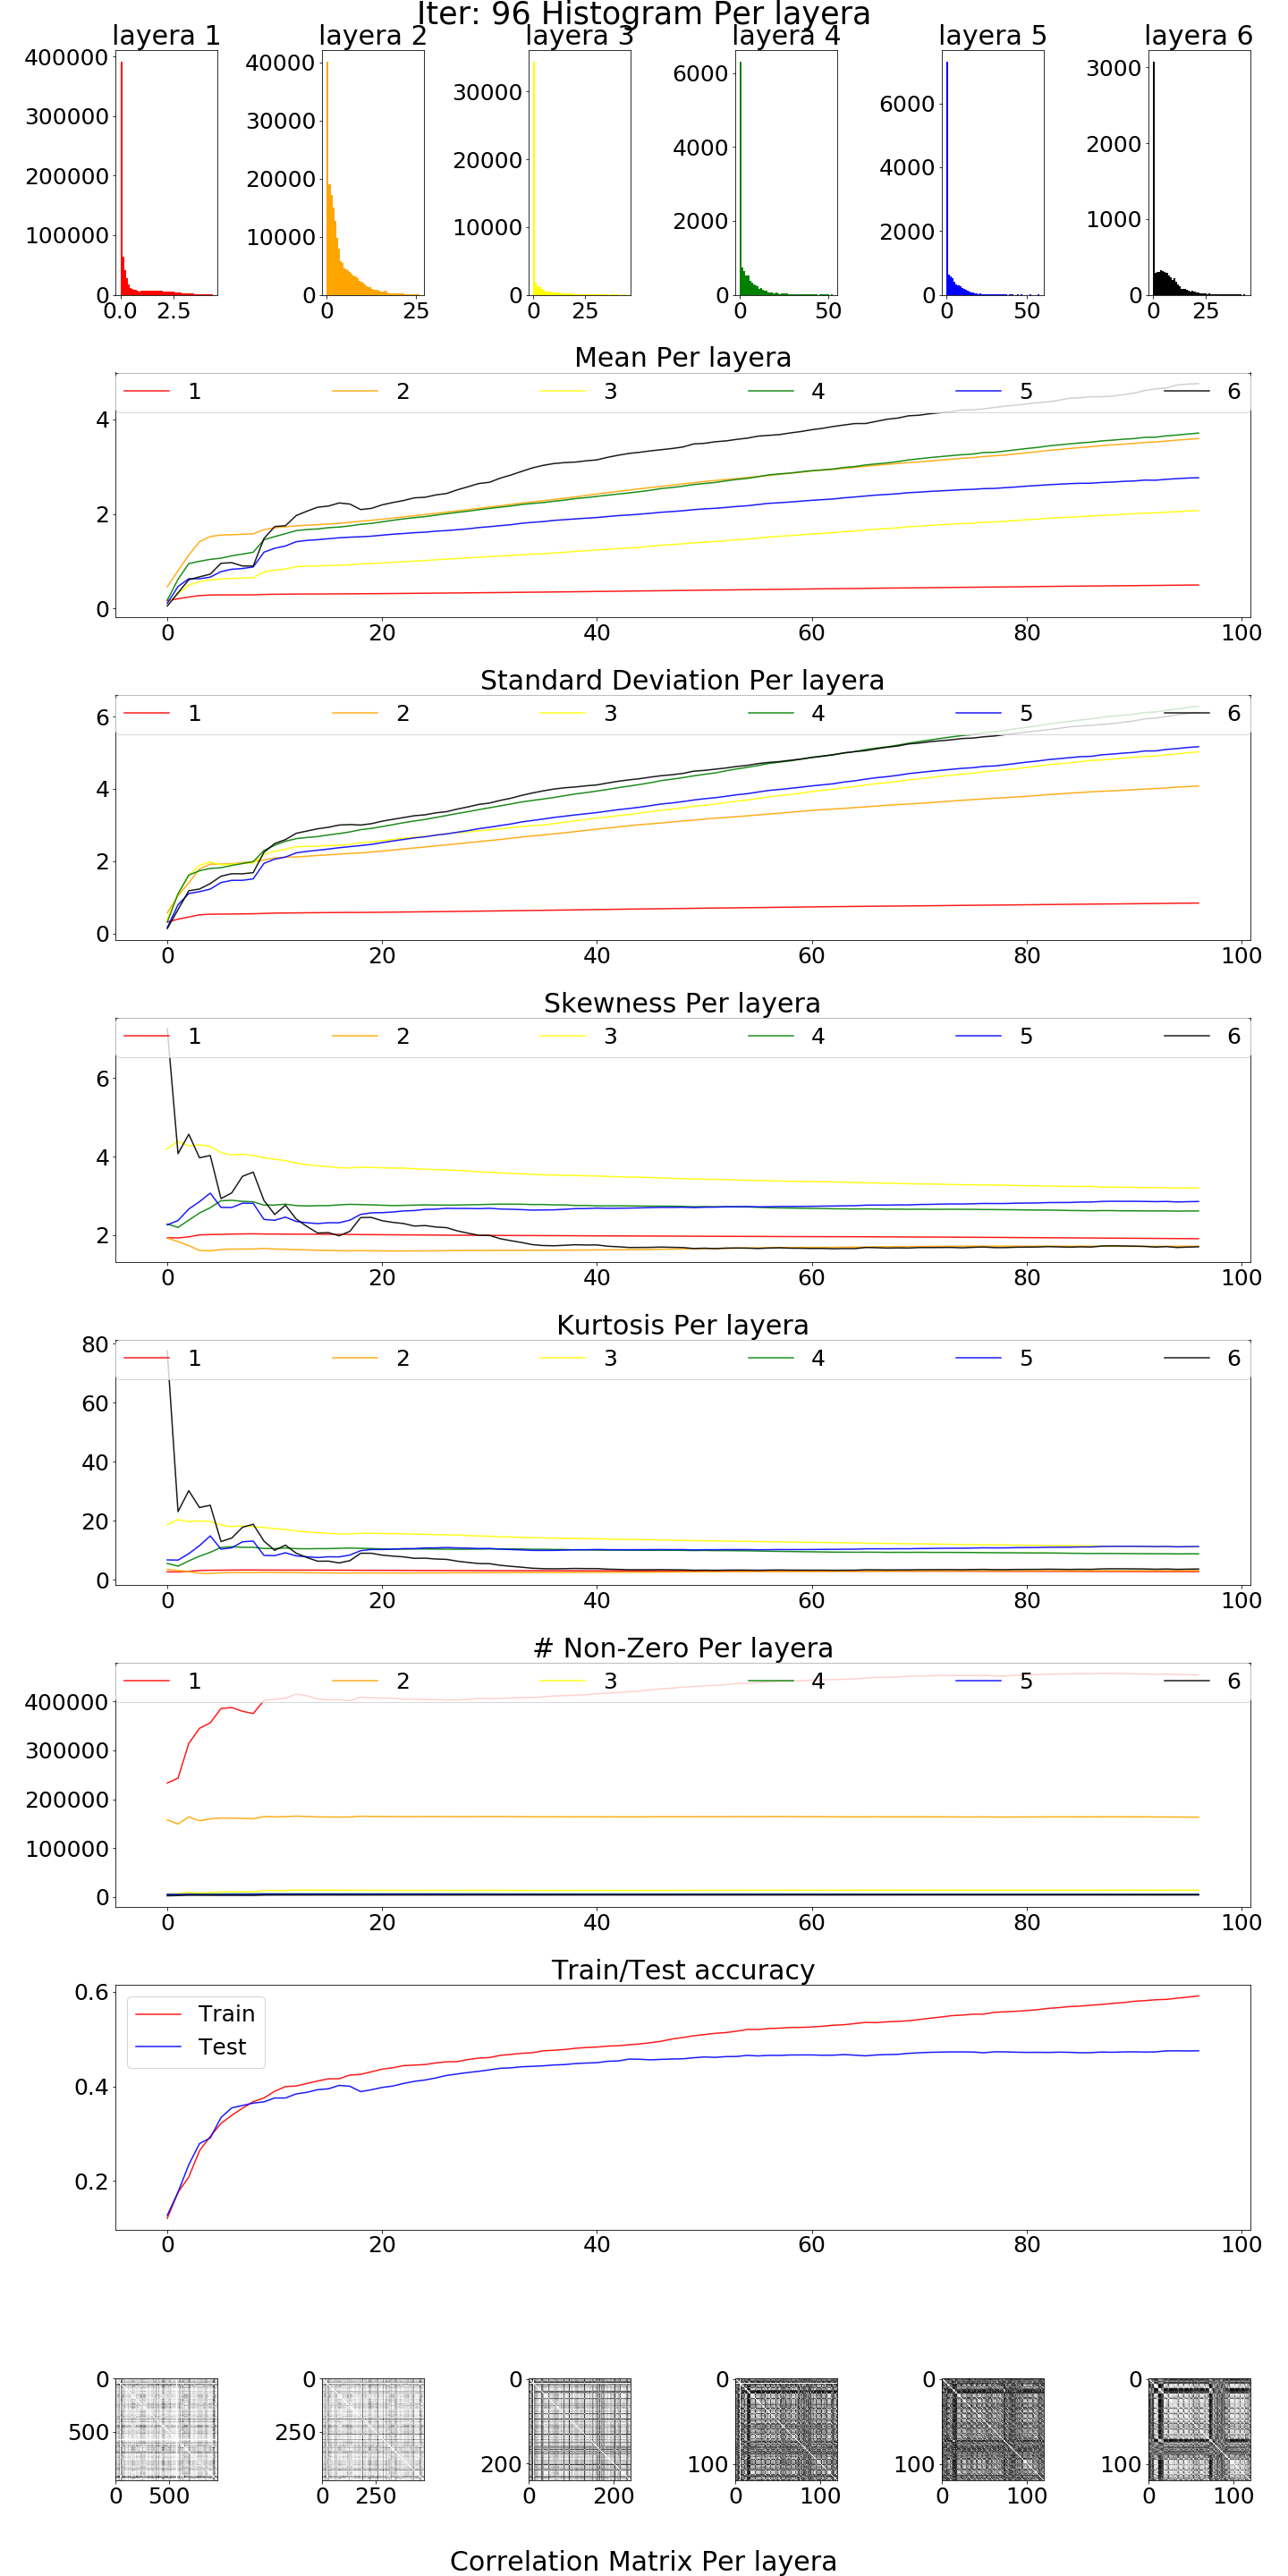 Iter: 96 Histogram Per layera
layera 1 layera 2 layera 3 layera 4 layera 5 layera 6
400000 300000 200000 100000 0
0.0 2.5
40000 30000 20000 10000 0
0 25
30000 20000 10000 0
0 25
6000 4000 2000 0
0 50
6000 4000 2000 0
0 50
3000 2000 1000 0
0 25
Mean Per layera
1 2 3 4 5 6
4 2 0
0 20 40 60 80 100
Standard Deviation Per layera
1 2 3 4 5 6
6 4 2 0
0 20 40 60 80 100
Skewness Per layera
1 2 3 4 5 6
6 4 2
0 20 40 60 80 100
Kurtosis Per layera
1 2 3 4 5 6
80 60 40 20 0
0 20 40 60 80 100
# Non-Zero Per layera
1 2 3 4 5 6
400000 300000 200000 100000 0
0 20 40 60 80 100
Train/Test accuracy
Train
Test
0.6 0.4 0.2
0 20 40 60 80 100
0 500
0 500
0 250
0 250
0 200
0 200
0 100
0 100
0 100
0 100
0 100
0 100
Correlation Matrix Per layera